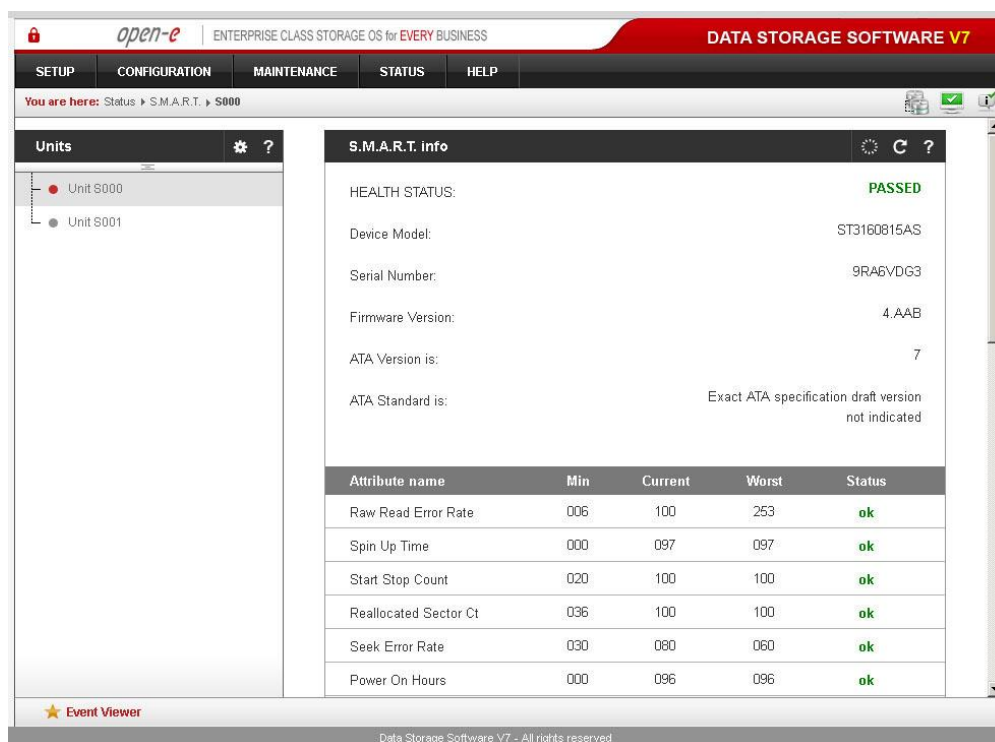 open-e ENTERPRISE CLASS STORAGE OS for EVERY BUSINESS DATA STORAGE SOFTWARE V7
SETUP CONFIGURATION MAINTENANCE STATUS HELP
You are here: Status S.M.A.R.T. S000
Units ?
Unit S000
Unit S001
S.M.A.R.T. info ?
HEALTH STATUS: PASSED
Device Model: ST3160815AS
Serial Number: 9RA6VDG3
Firmware Version: 4.AAB
ATA Version is: 7
ATA Standard is: Exact ATA specification draft version
not indicated
Attribute name Min Current Worst Status
Raw Read Error Rate 006 100 253 ok
Spin Up Time 000 097 097 ok
Start Stop Count 020 100 100 ok
Reallocated Sector Ct 036 100 100 ok
Seek Error Rate 030 080 060 ok
Power On Hours 000 096 096 ok
Event Viewer
Data Storage Software V7 - All rights reserved